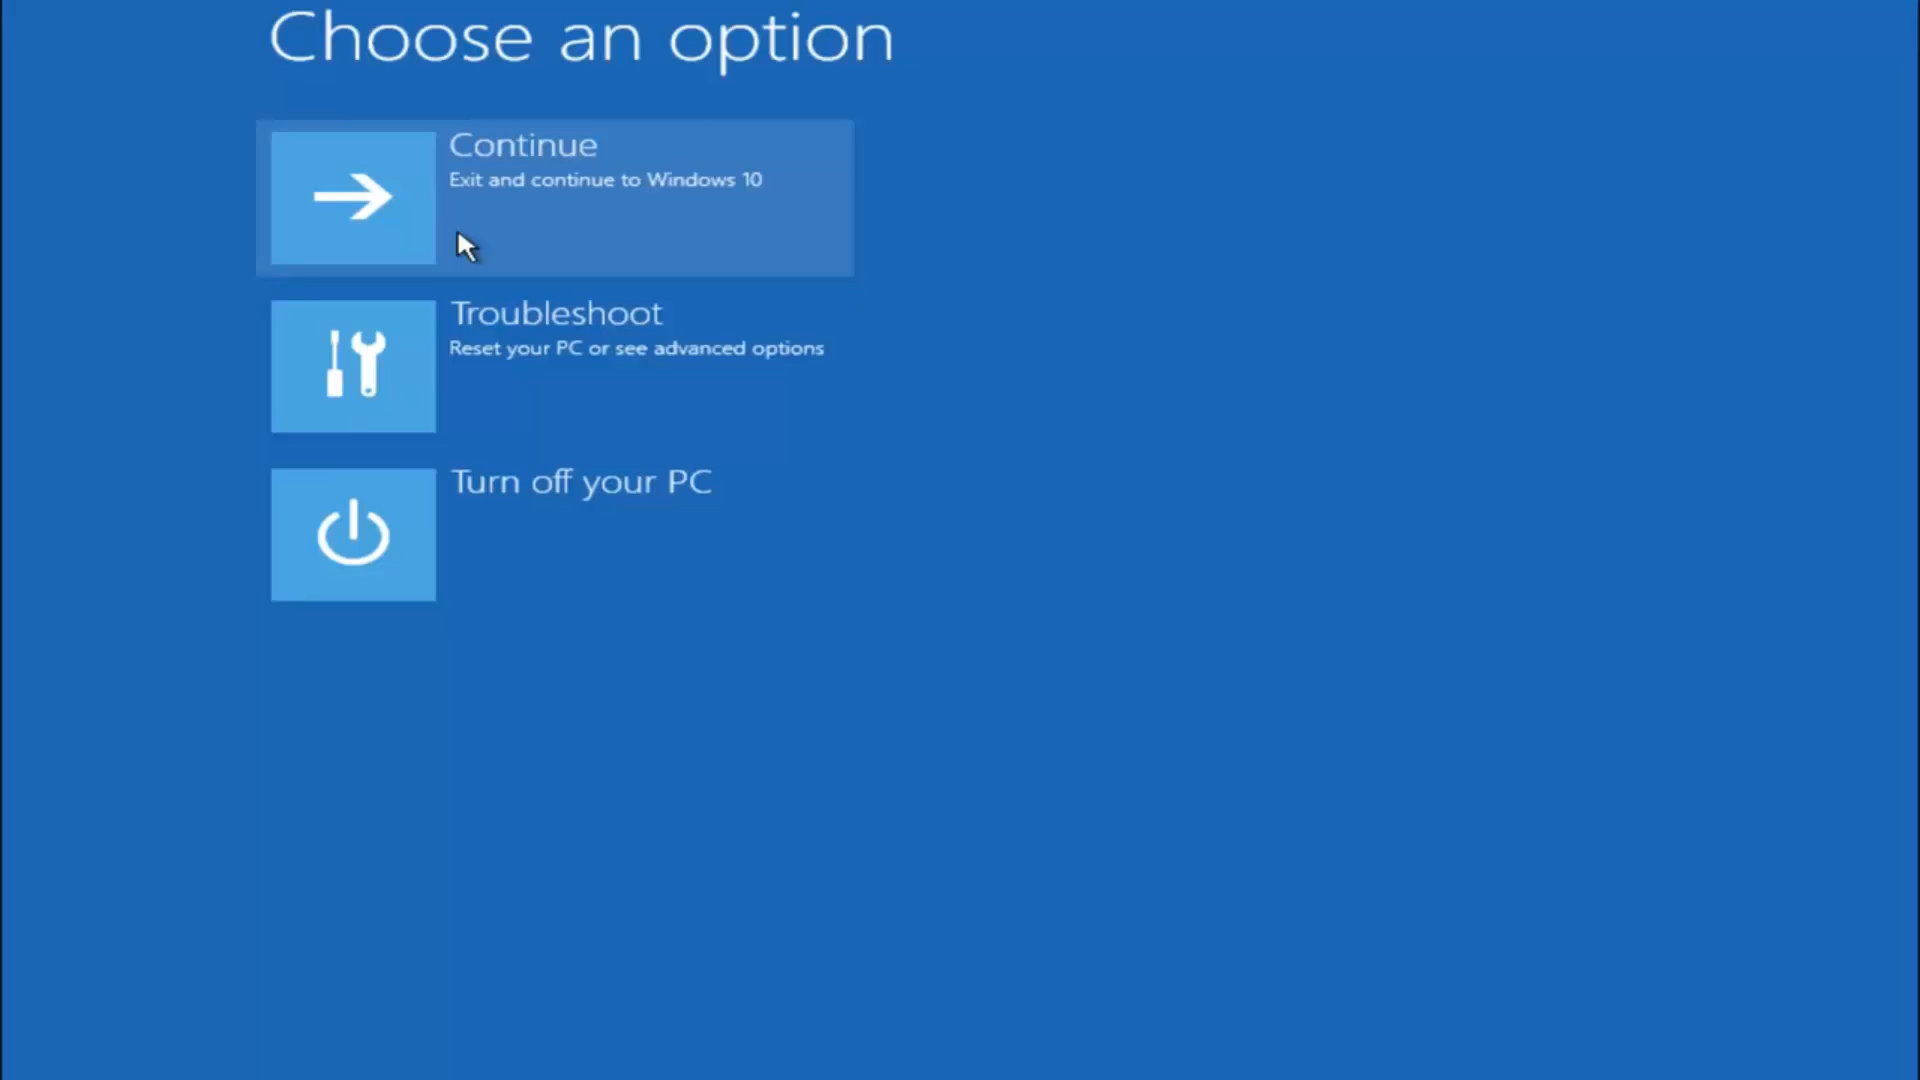 Choose an option
Continue
Exit and continue to Windows 10
Troubleshoot
Reset your PC or see advanced options
Turn off your PC